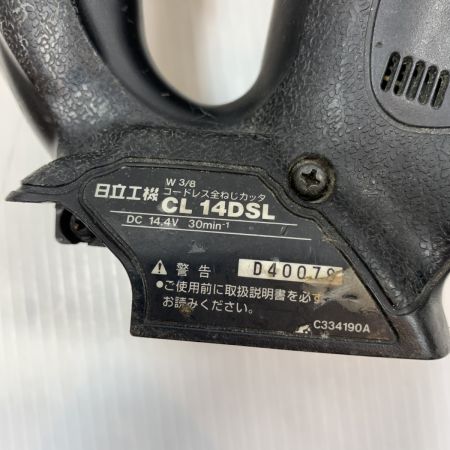 W 3/8
日立工機 コードレス全ねじカッタ
CL 14DSL
DC 14.4V 30min⁻¹
⚠ 警告
●ご使用前に取扱説明書を必ず
お読みください。
C334190A